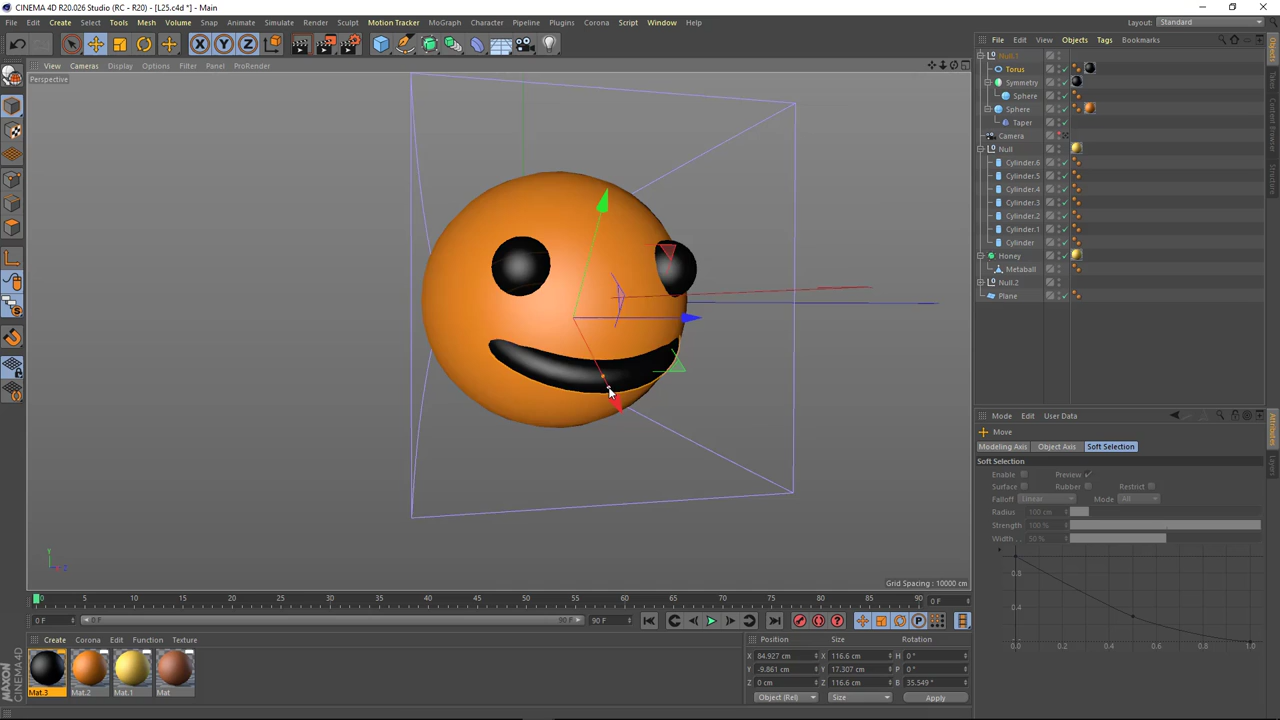 CINEMA 4D R20.026 Studio (RC - R20) - [L25.c4d *] - Main
File Edit Create Select Tools Mesh Volume Snap Animate Simulate Render Sculpt Motion Tracker MoGraph Character Pipeline Plugins Corona Script Window Help Layout: Standard
View Cameras Display Options Filter Panel ProRender
Perspective
File Edit View Objects Tags Bookmarks
Null.1
Torus
Symmetry
Sphere
Sphere
Taper
Camera
Null
Cylinder.6
Cylinder.5
Cylinder.4
Cylinder.3
Cylinder.2
Cylinder.1
Cylinder
Honey
Metaball
Null.2
Plane
Objects
Takes
Content Browser
Structure
Mode Edit User Data
Move
Modeling Axis Object Axis Soft Selection
Soft Selection
Enable Preview
Surface Rubber Restrict
Falloff Linear Mode All
Radius 100 cm
Strength 100 %
Width . . 50 %
0.8
0.4
0.0 0.2 0.4 0.6 0.8 1.0
Attributes
Layers
Y
Z
Grid Spacing : 10000 cm
0 5 10 15 20 25 30 35 40 45 50 55 60 65 70 75 80 85 90 0 F
0 F 0 F 90 F 90 F
Create Corona Edit Function Texture
Mat.3 Mat.2 Mat.1 Mat
Position Size Rotation
X 84.927 cm X 116.6 cm H 0 °
Y -9.861 cm Y 17.307 cm P 0 °
Z 0 cm Z 116.6 cm B 35.549 °
Object (Rel) Size Apply
MAXON
CINEMA 4D